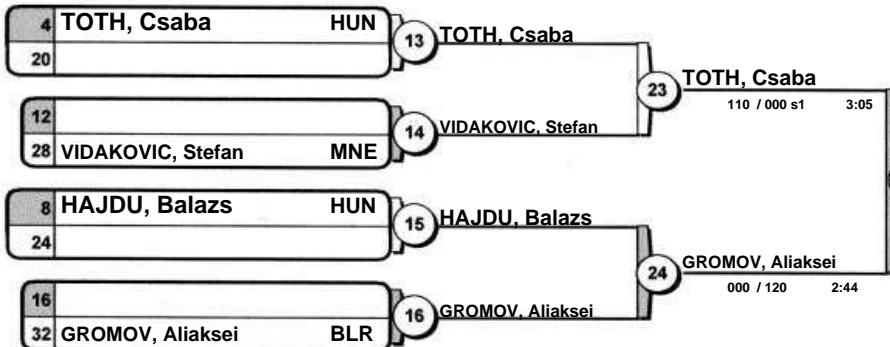 4 TOTH, Csaba HUN
20
13 TOTH, Csaba
12
28 VIDAKOVIC, Stefan MNE
14 VIDAKOVIC, Stefan
23 TOTH, Csaba
110 / 000 s1 3:05
8 HAJDU, Balazs HUN
24
15 HAJDU, Balazs
16
32 GROMOV, Aliaksei BLR
16 GROMOV, Aliaksei
24 GROMOV, Aliaksei
000 / 120 2:44